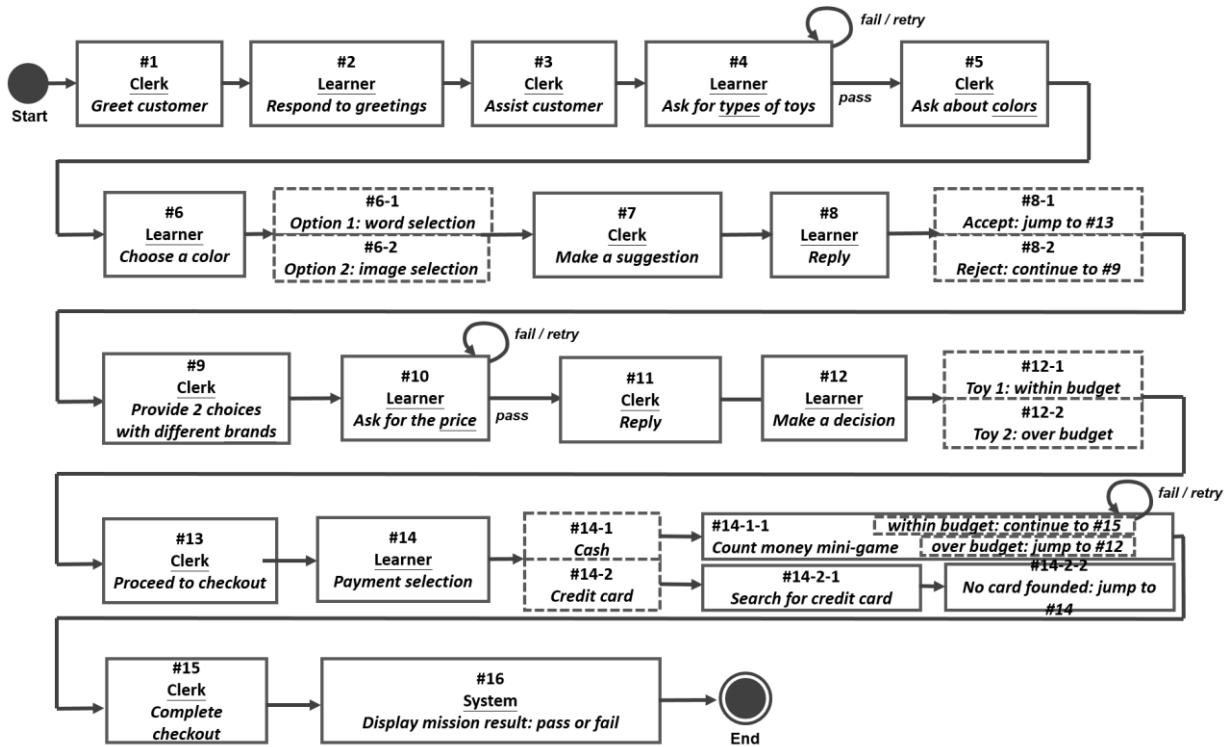 fail / retry
#1
Clerk
Greet customer
#2
Learner
Respond to greetings
#3
Clerk
Assist customer
#4
Learner
Ask for types of toys
#5
Clerk
Ask about colors
Start
pass
#6
Learner
Choose a color
#6-1
Option 1: word selection
#6-2
Option 2: image selection
#7
Clerk
Make a suggestion
#8
Learner
Reply
#8-1
Accept: jump to #13
#8-2
Reject: continue to #9
fail / retry
#9
Clerk
Provide 2 choices
with different brands
#10
Learner
Ask for the price
pass
#11
Clerk
Reply
#12
Learner
Make a decision
#12-1
Toy 1: within budget
#12-2
Toy 2: over budget
fail / retry
#13
Clerk
Proceed to checkout
#14
Learner
Payment selection
#14-1
Cash
#14-2
Credit card
#14-1-1
Count money mini-game
within budget: continue to #15
over budget: jump to #12
#14-2-1
Search for credit card
#14-2-2
No card founded: jump to
#14
#15
Clerk
Complete
checkout
#16
System
Display mission result: pass or fail
End